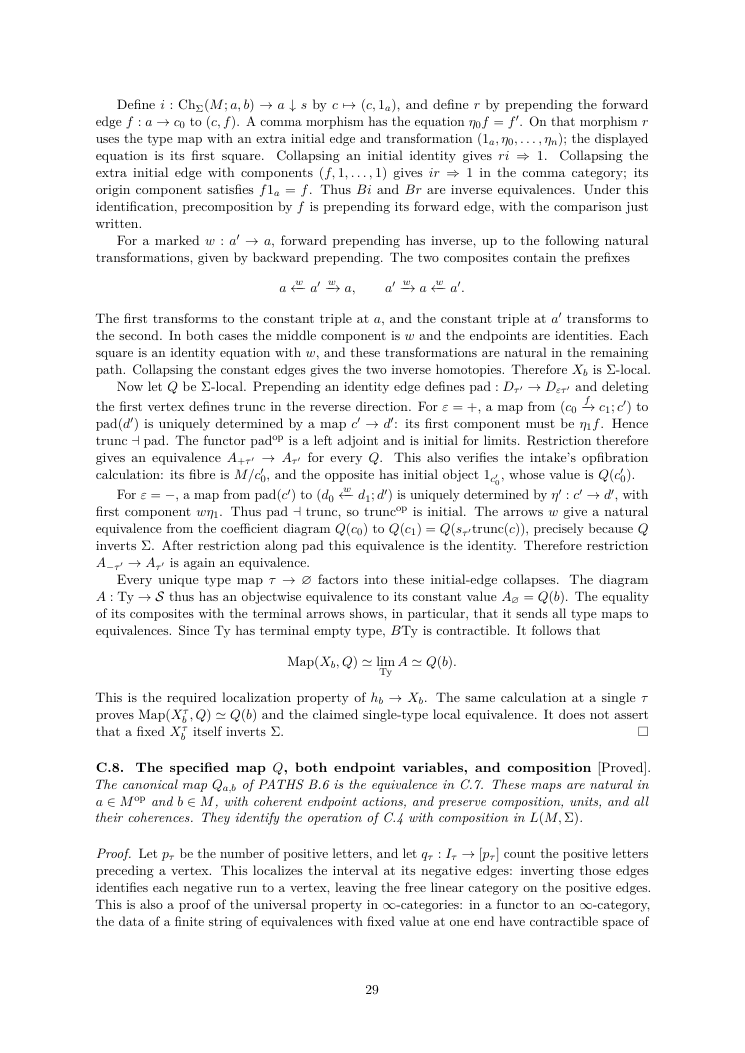 Define i : Ch_Σ(M; a, b) → a ↓ s by c ↦ (c, 1_a), and define r by prepending the forward
edge f : a → c_0 to (c, f). A comma morphism has the equation η_0f = f′. On that morphism r
uses the type map with an extra initial edge and transformation (1_a, η_0, . . . , η_n); the displayed
equation is its first square. Collapsing an initial identity gives ri ⇒ 1. Collapsing the
extra initial edge with components (f, 1, . . . , 1) gives ir ⇒ 1 in the comma category; its
origin component satisfies f1_a = f. Thus Bi and Br are inverse equivalences. Under this
identification, precomposition by f is prepending its forward edge, with the comparison just
written.
For a marked w : a′ → a, forward prepending has inverse, up to the following natural
transformations, given by backward prepending. The two composites contain the prefixes
a ←^w a′ →^w a, a′ →^w a ←^w a′.
The first transforms to the constant triple at a, and the constant triple at a′ transforms to
the second. In both cases the middle component is w and the endpoints are identities. Each
square is an identity equation with w, and these transformations are natural in the remaining
path. Collapsing the constant edges gives the two inverse homotopies. Therefore X_b is Σ-local.
Now let Q be Σ-local. Prepending an identity edge defines pad : D_τ′ → D_ετ′ and deleting
the first vertex defines trunc in the reverse direction. For ε = +, a map from (c_0 →^f c_1; c′) to
pad(d′) is uniquely determined by a map c′ → d′: its first component must be η_1f. Hence
trunc ⊣ pad. The functor pad^op is a left adjoint and is initial for limits. Restriction therefore
gives an equivalence A_+τ′ → A_τ′ for every Q. This also verifies the intake’s opfibration
calculation: its fibre is M/c′_0, and the opposite has initial object 1_c′_0, whose value is Q(c′_0).
For ε = −, a map from pad(c′) to (d_0 ←^w d_1; d′) is uniquely determined by η′ : c′ → d′, with
first component wη_1. Thus pad ⊣ trunc, so trunc^op is initial. The arrows w give a natural
equivalence from the coefficient diagram Q(c_0) to Q(c_1) = Q(s_τ′trunc(c)), precisely because Q
inverts Σ. After restriction along pad this equivalence is the identity. Therefore restriction
A_−τ′ → A_τ′ is again an equivalence.
Every unique type map τ → ∅ factors into these initial-edge collapses. The diagram
A : Ty → S thus has an objectwise equivalence to its constant value A_∅ = Q(b). The equality
of its composites with the terminal arrows shows, in particular, that it sends all type maps to
equivalences. Since Ty has terminal empty type, BTy is contractible. It follows that
Map(X_b, Q) ≃ lim_Ty A ≃ Q(b).
This is the required localization property of h_b → X_b. The same calculation at a single τ
proves Map(X_b^τ, Q) ≃ Q(b) and the claimed single-type local equivalence. It does not assert
that a fixed X_b^τ itself inverts Σ. □
C.8. The specified map Q, both endpoint variables, and composition [Proved].
The canonical map Q_a,b of PATHS B.6 is the equivalence in C.7. These maps are natural in
a ∈ M^op and b ∈ M, with coherent endpoint actions, and preserve composition, units, and all
their coherences. They identify the operation of C.4 with composition in L(M, Σ).
Proof. Let p_τ be the number of positive letters, and let q_τ : I_τ → [p_τ] count the positive letters
preceding a vertex. This localizes the interval at its negative edges: inverting those edges
identifies each negative run to a vertex, leaving the free linear category on the positive edges.
This is also a proof of the universal property in ∞-categories: in a functor to an ∞-category,
the data of a finite string of equivalences with fixed value at one end have contractible space of
29